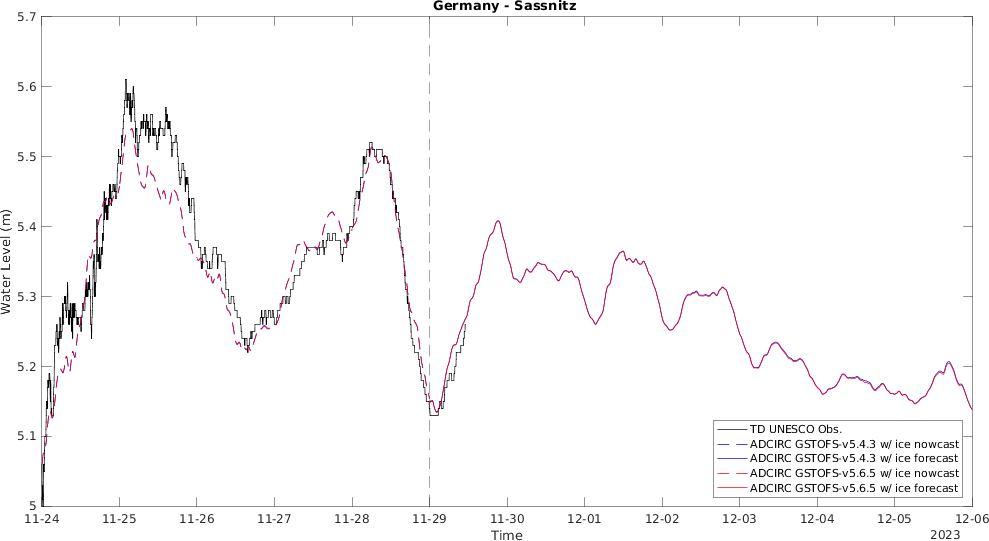 Germany - Sassnitz
5.7
5.6
5.5
5.4
5.3
5.2
5.1
5
Water Level (m)
TD UNESCO Obs.
ADCIRC GSTOFS-v5.4.3 w/ ice nowcast
ADCIRC GSTOFS-v5.4.3 w/ ice forecast
ADCIRC GSTOFS-v5.6.5 w/ ice nowcast
ADCIRC GSTOFS-v5.6.5 w/ ice forecast
11-24 11-25 11-26 11-27 11-28 11-29 11-30 12-01 12-02 12-03 12-04 12-05 12-06
Time 2023